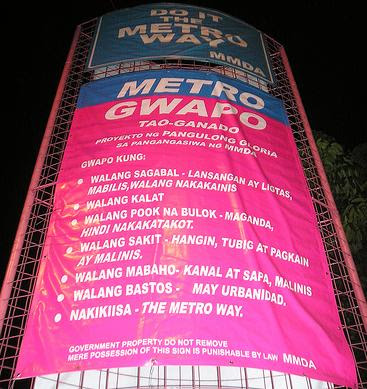 DO IT
THE
METRO
WAY?
MMDA
METRO
GWAPO
TAO-GANADO
PROYEKTO NG PANGULONG GLORIA
SA PANGANGASIWA NG MMDA
GWAPO KUNG:
• WALANG SAGABAL - LANSANGAN AY LIGTAS,
MABILIS, WALANG NAKAKAINIS
• WALANG KALAT
• WALANG POOK NA BULOK - MAGANDA,
HINDI NAKAKATAKOT.
• WALANG SAKIT - HANGIN, TUBIG AT PAGKAIN
AY MALINIS.
• WALANG MABAHO - KANAL AT SAPA, MALINIS
• WALANG BASTOS - MAY URBANIDAD,
• NAKIKIISA - THE METRO WAY.
GOVERNMENT PROPERTY DO NOT REMOVE
MERE POSSESSION OF THIS SIGN IS PUNISHABLE BY LAW MMDA